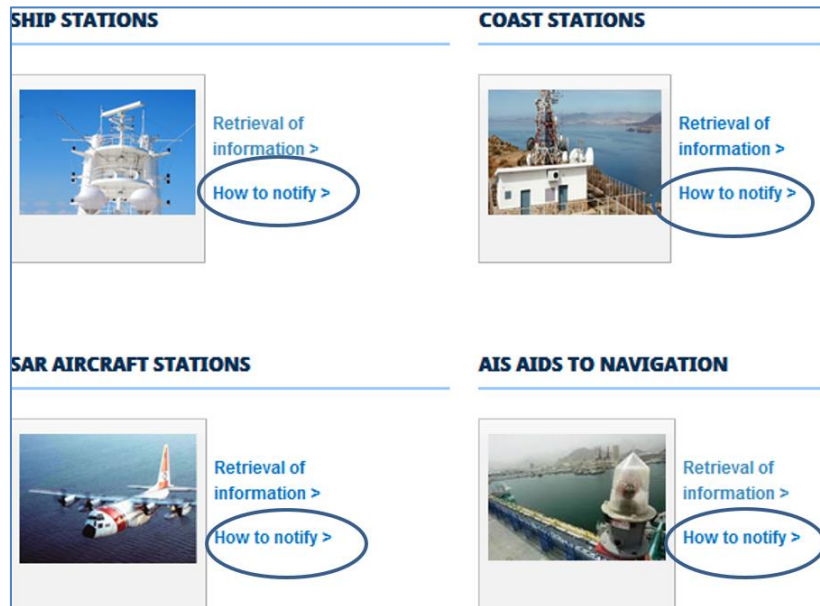 SHIP STATIONS
Retrieval of
information >
How to notify >
COAST STATIONS
Retrieval of
information >
How to notify >
SAR AIRCRAFT STATIONS
Retrieval of
information >
How to notify >
AIS AIDS TO NAVIGATION
Retrieval of
information >
How to notify >